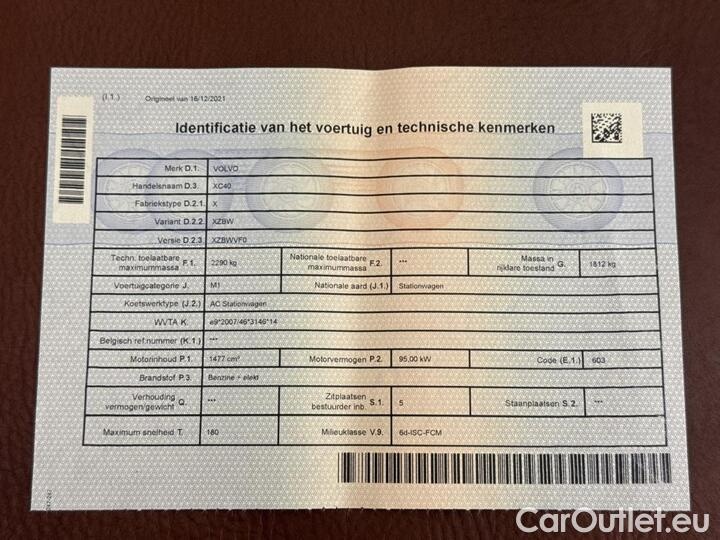 (I.1.) Origineel van 16/12/2021
Identificatie van het voertuig en technische kenmerken
Merk D.1. VOLVO
Handelsnaam D.3. XC40
Fabriekstype D.2.1. X
Variant D.2.2. XZBW
Versie D.2.3. XZBWVF0
Techn. toelaatbare maximummassa F.1. 2290 kg Nationale toelaatbare maximummassa F.2. *** Massa in rijklare toestand G. 1812 kg
Voertuigcategorie J. M1 Nationale aard (J.1.) Stationwagen
Koetswerktype (J.2.) AC Stationwagen
WVTA K. e9*2007/46*3146*14
Belgisch ref.nummer (K.1.) ***
Motorinhoud P.1. 1477 cm³ Motorvermogen P.2. 95,00 kW Code (E.1.) 603
Brandstof P.3. Benzine + elekt
Verhouding vermogen/gewicht Q. *** Zitplaatsen bestuurder inb. S.1. 5 Staanplaatsen S.2. ***
Maximum snelheid T. 180 Milieuklasse V.9. 6d-ISC-FCM
CarOutlet.eu